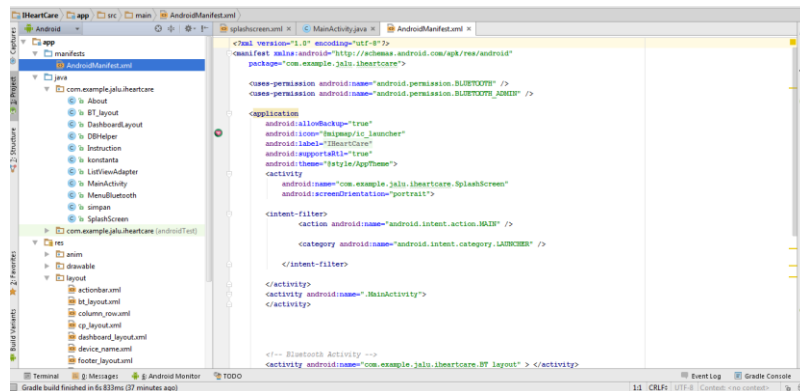 IHeartCare app src main AndroidManifest.xml
Android
splashscreen.xml × MainActivity.java × AndroidManifest.xml ×
Captures
1: Project
Structure
2: Favorites
Build Variants
app
manifests
AndroidManifest.xml
java
com.example.jalu.iheartcare
About
BT_layout
DashboardLayout
DBHelper
Instruction
konstanta
ListViewAdapter
MainActivity
MenuBluetooth
simpan
SplashScreen
com.example.jalu.iheartcare (androidTest)
res
anim
drawable
layout
actionbar.xml
bt_layout.xml
column_row.xml
cp_layout.xml
dashboard_layout.xml
device_name.xml
footer_layout.xml
<?xml version="1.0" encoding="utf-8"?>
<manifest xmlns:android="http://schemas.android.com/apk/res/android"
package="com.example.jalu.iheartcare">
<uses-permission android:name="android.permission.BLUETOOTH" />
<uses-permission android:name="android.permission.BLUETOOTH_ADMIN" />
<application
android:allowBackup="true"
android:icon="@mipmap/ic_launcher"
android:label="IHeartCare"
android:supportsRtl="true"
android:theme="@style/AppTheme">
<activity
android:name="com.example.jalu.iheartcare.SplashScreen"
android:screenOrientation="portrait">
<intent-filter>
<action android:name="android.intent.action.MAIN" />
<category android:name="android.intent.category.LAUNCHER" />
</intent-filter>
</activity>
<activity android:name=".MainActivity">
</activity>
<!-- Bluetooth Activity -->
<activity android:name="com.example.jalu.iheartcare.BT_layout" > </activity>
Terminal 0: Messages 6: Android Monitor TODO Event Log Gradle Console
Gradle build finished in 6s 833ms (37 minutes ago) 1:1 CRLF÷ UTF-8 Context: <no context>